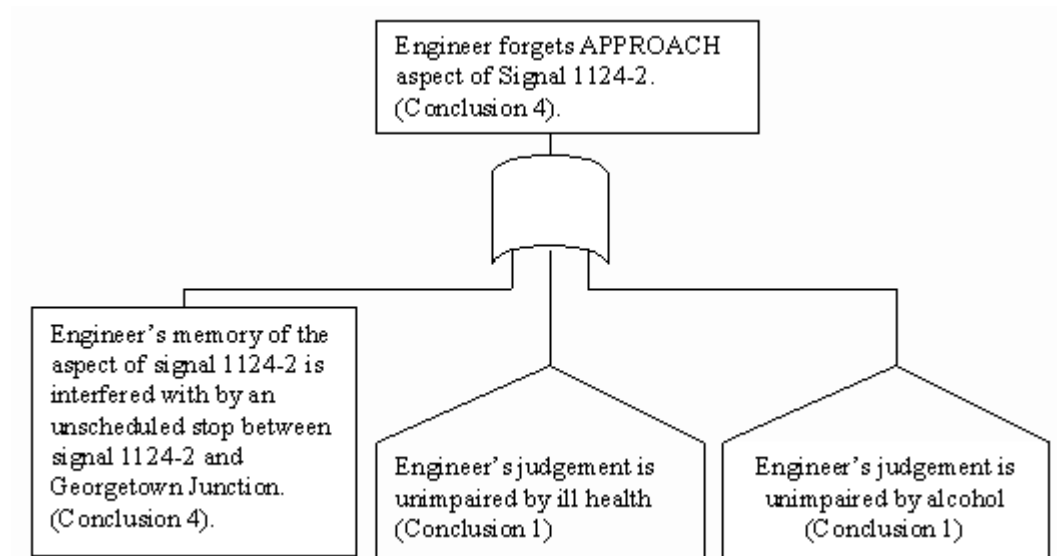 Engineer forgets APPROACH
aspect of Signal 1124-2.
(Conclusion 4).
Engineer's memory of the
aspect of signal 1124-2 is
interfered with by an
unscheduled stop between
signal 1124-2 and
Georgetown Junction.
(Conclusion 4).
Engineer's judgement is
unimpaired by ill health
(Conclusion 1)
Engineer's judgement is
unimpaired by alcohol
(Conclusion 1)